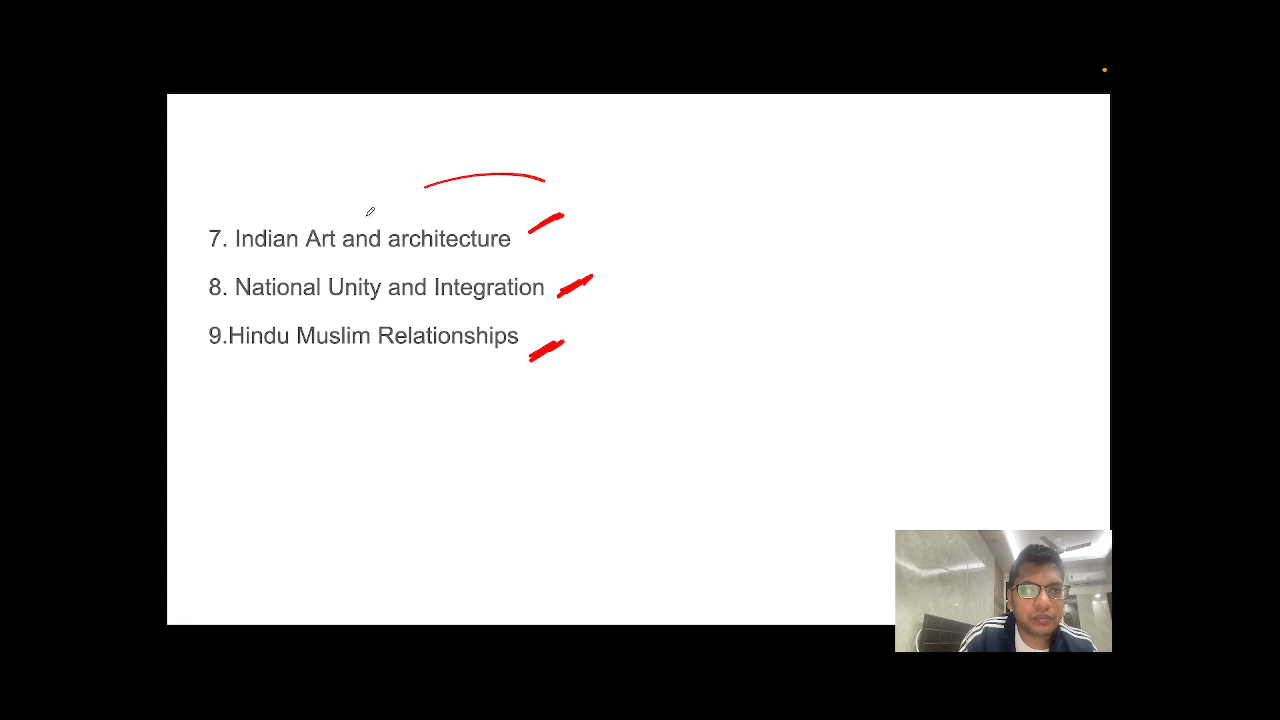 7. Indian Art and architecture
8. National Unity and Integration
9.Hindu Muslim Relationships